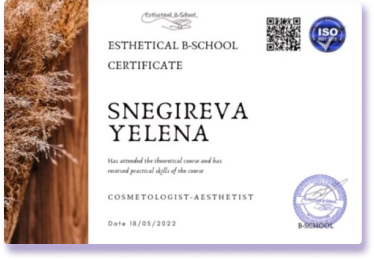 Esthetical B-School
ISO
ESTHETICAL B-SCHOOL
CERTIFICATE
SNEGIREVA
YELENA
Has attended the theoretical course and has
received practical skills of the course
COSMETOLOGIST-AESTHETIST
Date 18/05/2022
B-SCHOOL